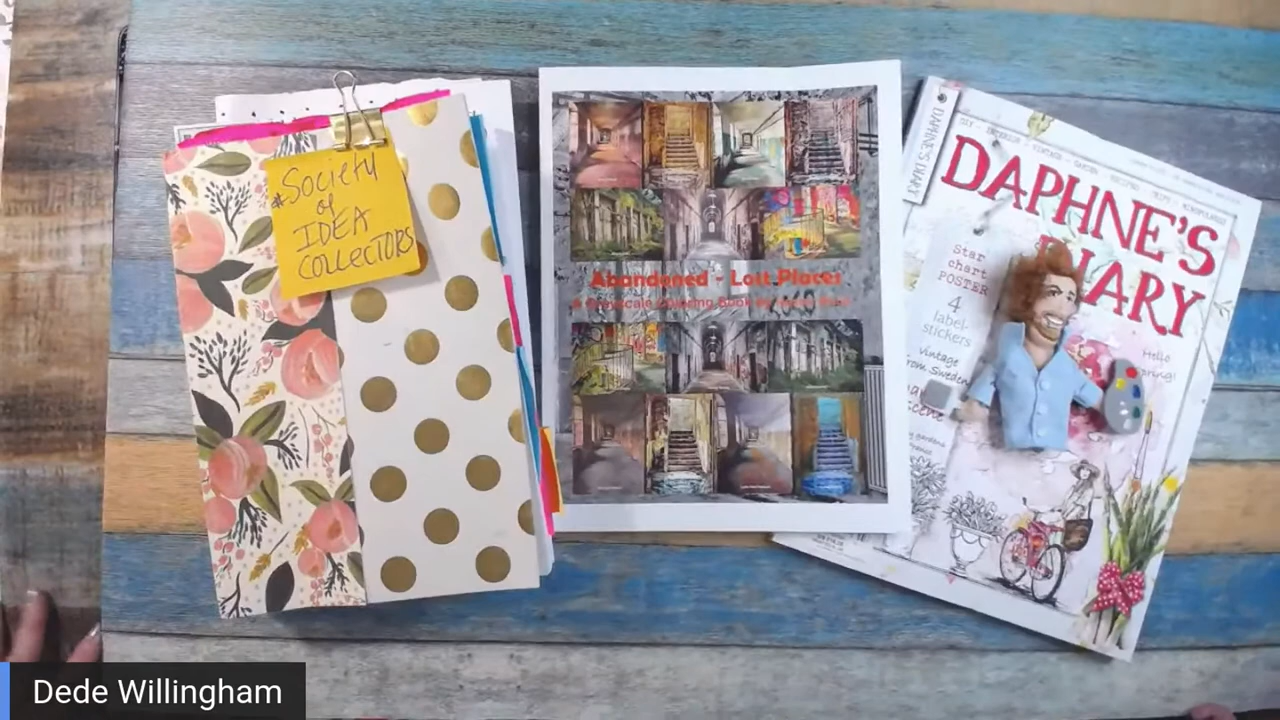 #Society
of
IDEA
COLLECTORS
Abandoned - Lost Places
DAPHNE'S DIARY
DAPHNE'S
DIARY
Star
chart
POSTER
4
label-
stickers
vintage
from Sweden
Hello
Spring!
Dede Willingham